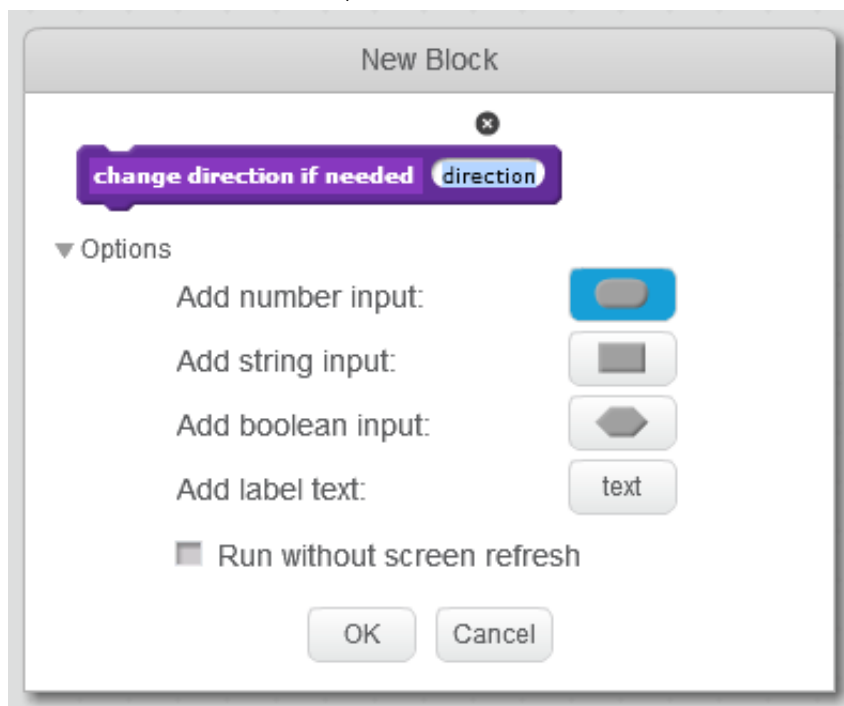 New Block
change direction if needed direction
Options
Add number input:
Add string input:
Add boolean input:
Add label text: text
Run without screen refresh
OK Cancel